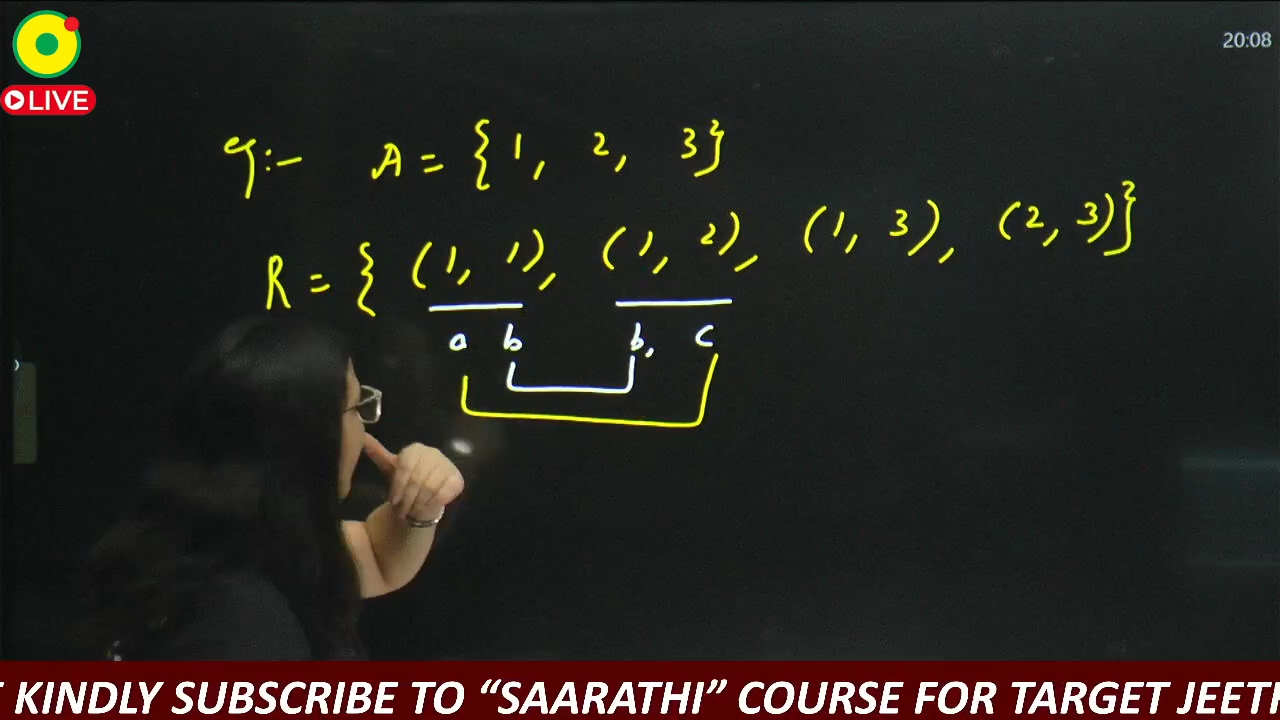 20:08
LIVE
eg:- A = {1, 2, 3}
R = { (1, 1), (1, 2), (1, 3), (2, 3)}
a b b, c
KINDLY SUBSCRIBE TO “SAARATHI” COURSE FOR TARGET JEET